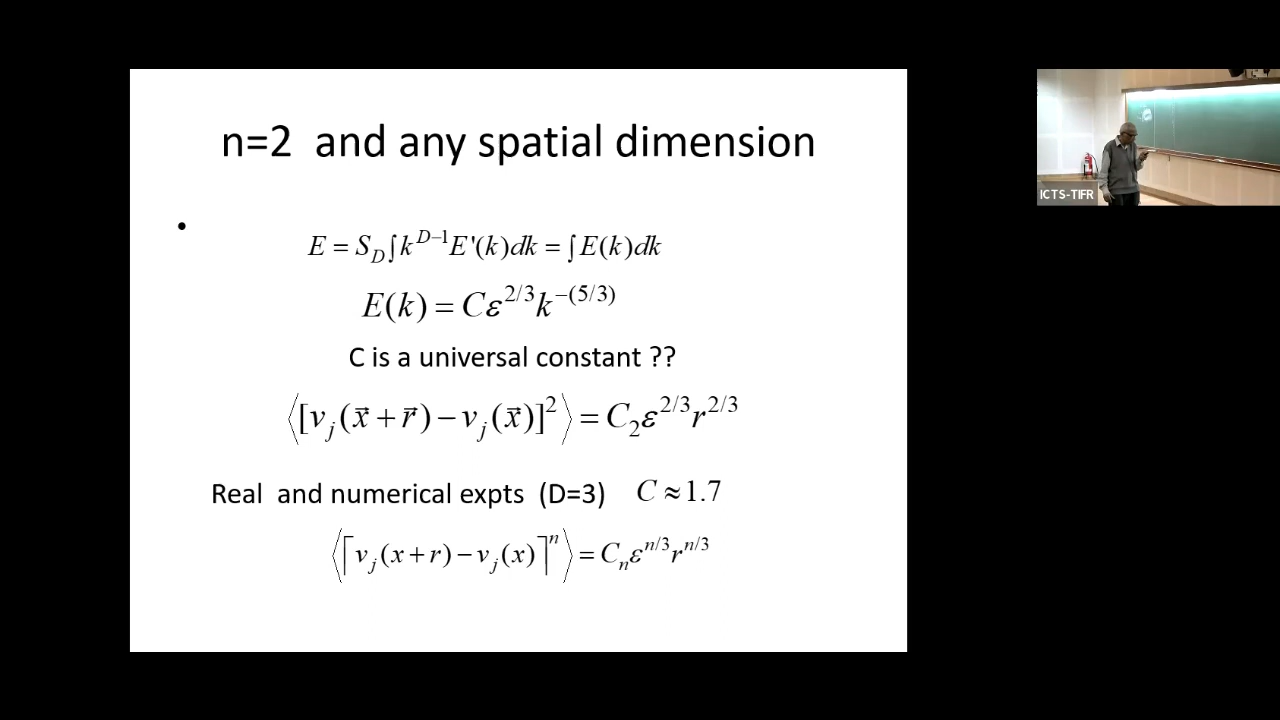 n=2 and any spatial dimension
• E = S_D ∫ k^{D−1} E'(k)dk = ∫ E(k)dk
E(k) = Cε^{2/3} k^{−(5/3)}
C is a universal constant ??
⟨[v_j(x⃗ + r⃗) − v_j(x⃗)]^2⟩ = C_2 ε^{2/3} r^{2/3}
Real and numerical expts (D=3) C ≈ 1.7
⟨[v_j(x + r) − v_j(x)]^n⟩ = C_n ε^{n/3} r^{n/3}
ICTS-TIFR